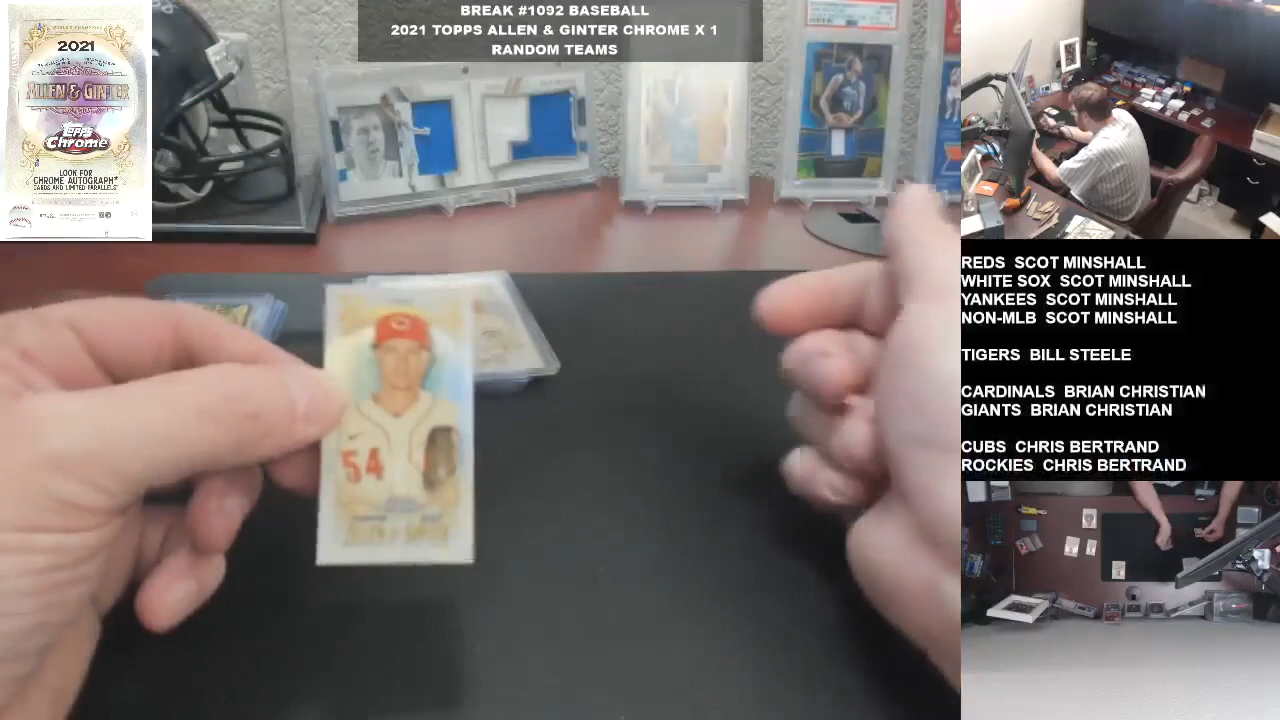 BREAK #1092 BASEBALL
2021 TOPPS ALLEN & GINTER CHROME X 1
RANDOM TEAMS
2021
ALLEN & GINTER
Topps
Chrome
LOOK FOR
CHROME AUTOGRAPH
CARDS AND LIMITED PARALLELS
54
REDS SCOT MINSHALL
WHITE SOX SCOT MINSHALL
YANKEES SCOT MINSHALL
NON-MLB SCOT MINSHALL
TIGERS BILL STEELE
CARDINALS BRIAN CHRISTIAN
GIANTS BRIAN CHRISTIAN
CUBS CHRIS BERTRAND
ROCKIES CHRIS BERTRAND